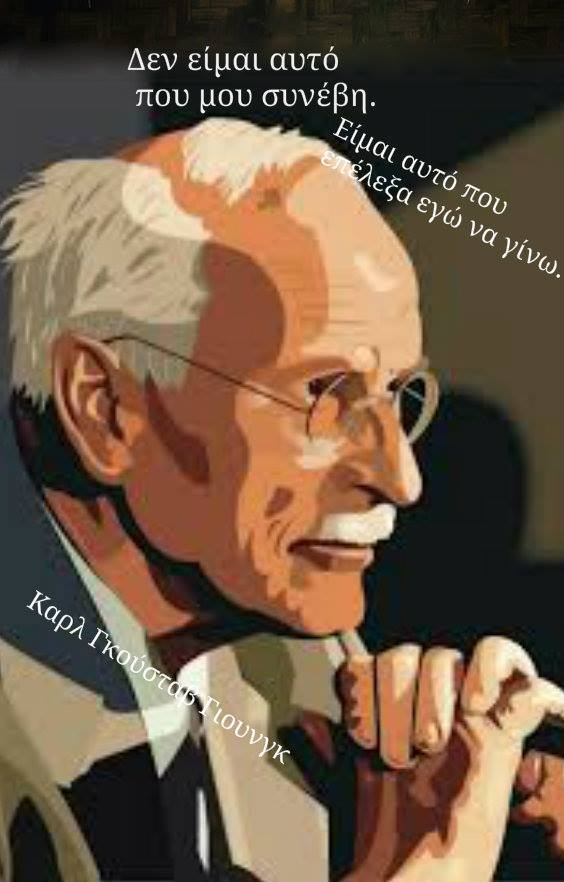 Δεν είμαι αυτό
που μου συνέβη.
Είμαι αυτό που
επέλεξα εγώ να γίνω.
Καρλ Γκούσταβ Γιουνγκ